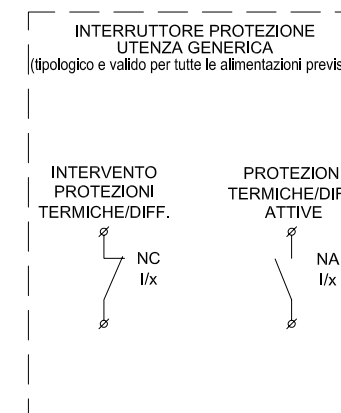 INTERRUTTORE PROTEZIONE
UTENZA GENERICA
(tipologico e valido per tutte le alimentazioni previs
INTERVENTO
PROTEZIONI
TERMICHE/DIFF.
NC
I/x
PROTEZION
TERMICHE/DIF
ATTIVE
NA
I/x